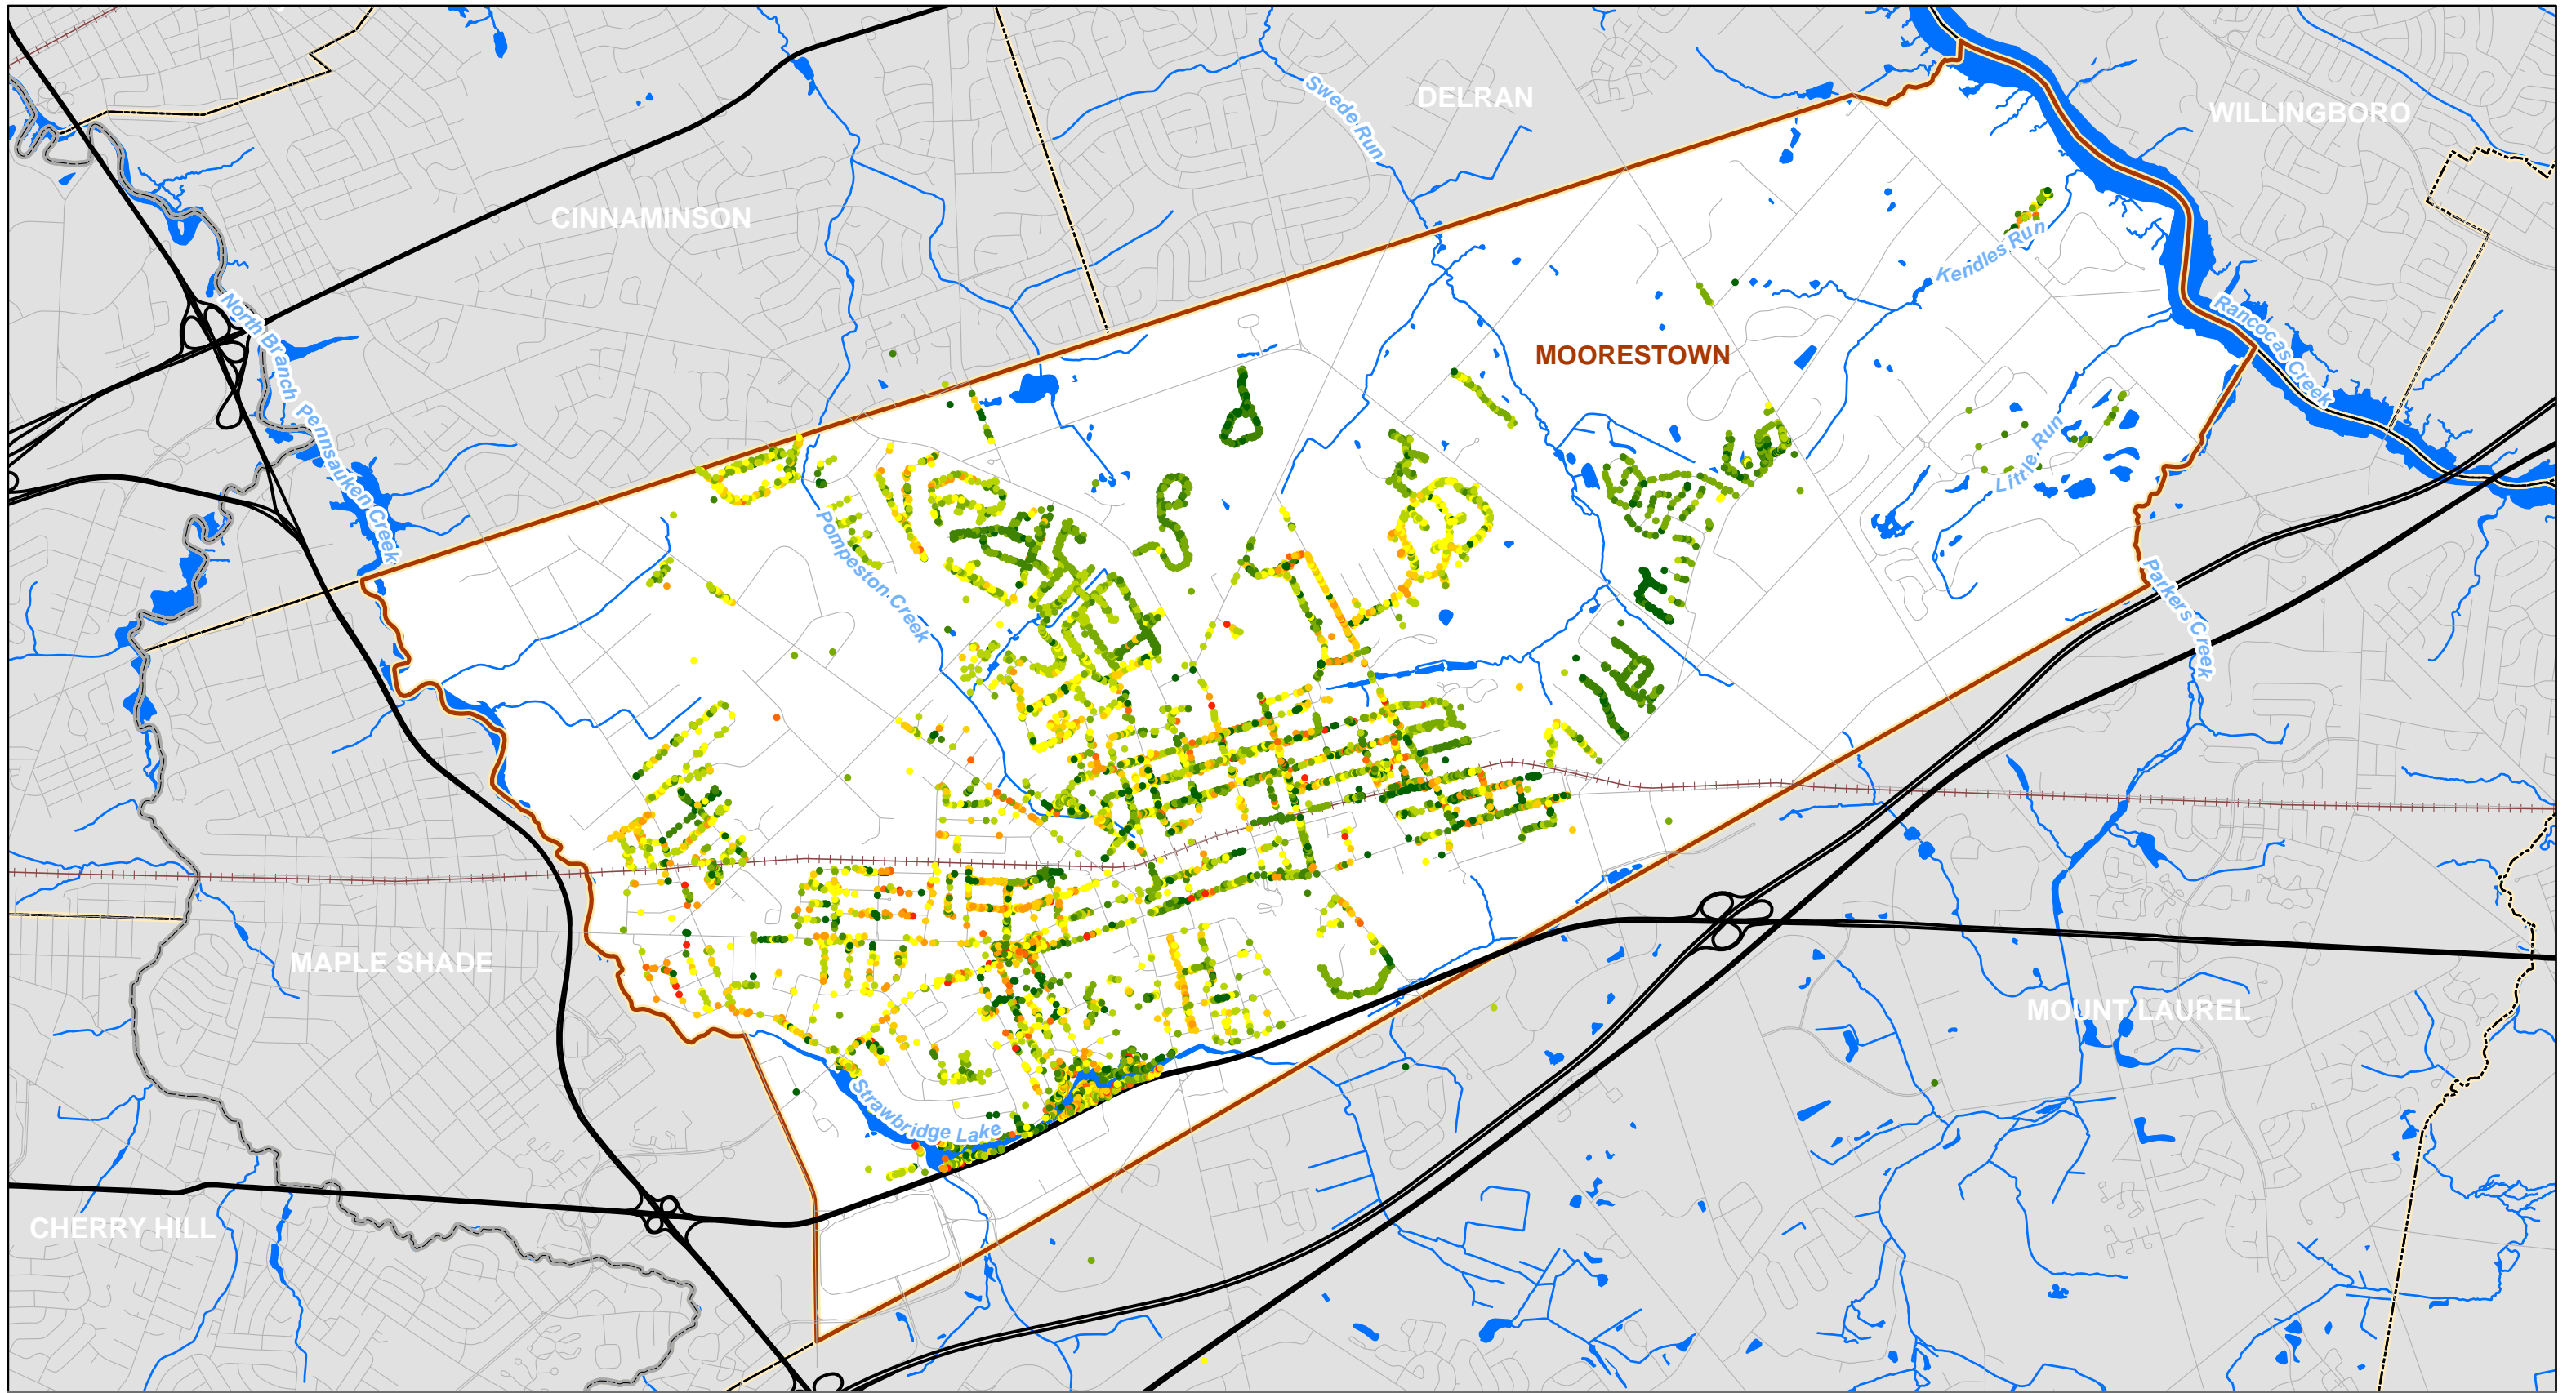 DELRAN
WILLINGBORO
Swede Run
CINNAMINSON
Kendles Run
North Branch Pennsauken Creek
Rancocas Creek
MOORESTOWN
Little Run
Pompeston Creek
Parkers Creek
MAPLE SHADE
MOUNT LAUREL
Strawbridge Lake
CHERRY HILL